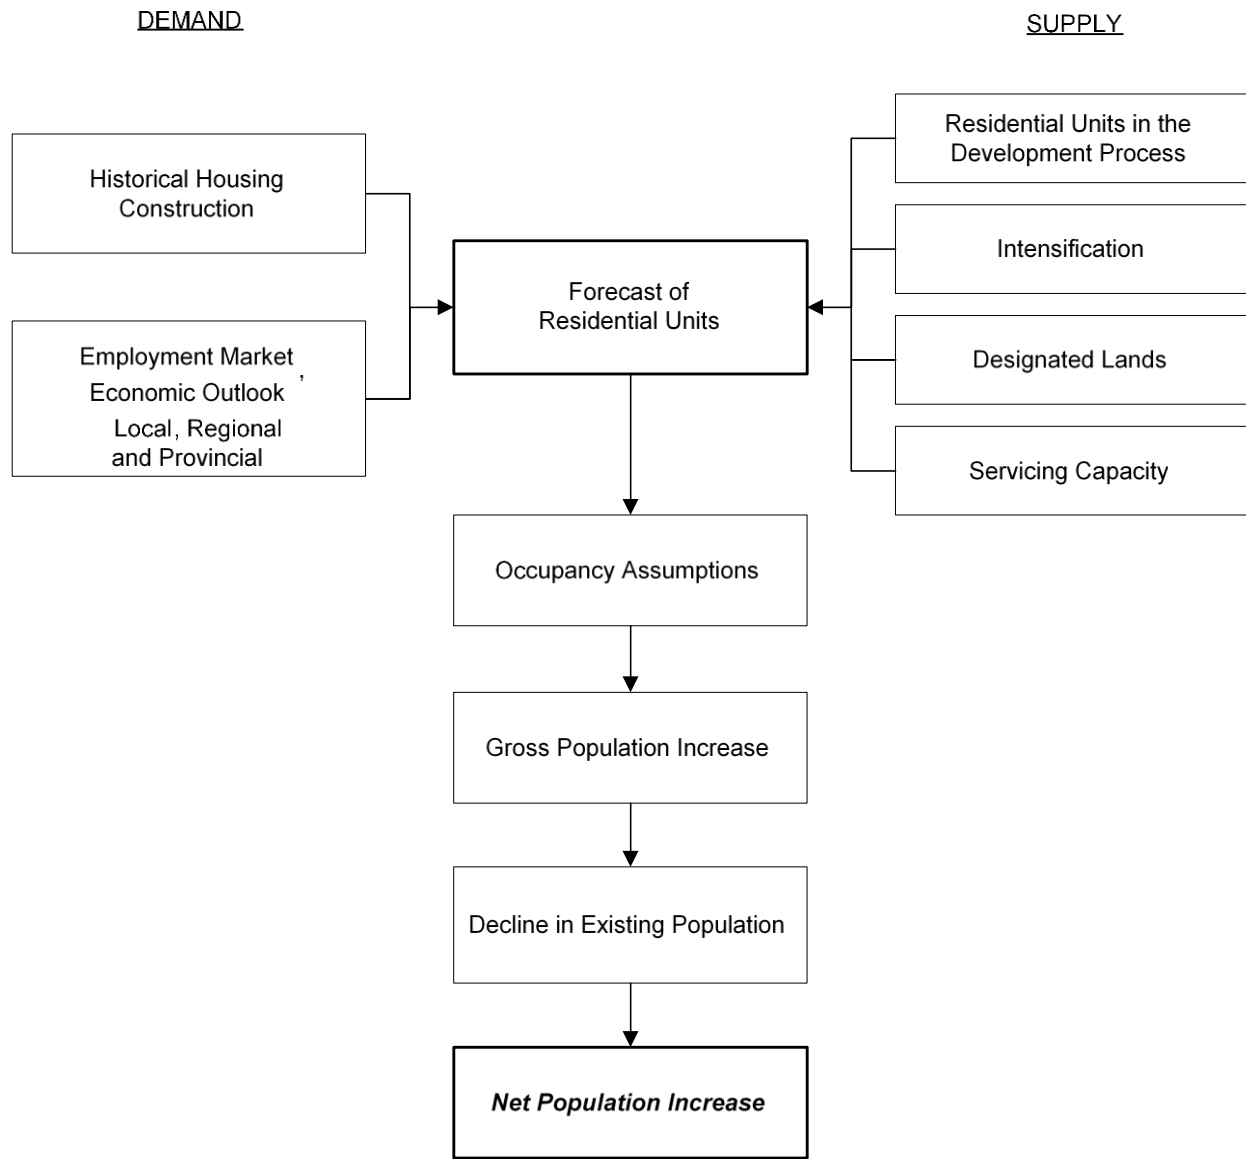 DEMAND
SUPPLY
Historical Housing
Construction
Employment Market
,
Economic Outlook
Local, Regional
and Provincial
Forecast of
Residential Units
Residential Units in the
Development Process
Intensification
Designated Lands
Servicing Capacity
Occupancy Assumptions
Gross Population Increase
Decline in Existing Population
Net Population Increase